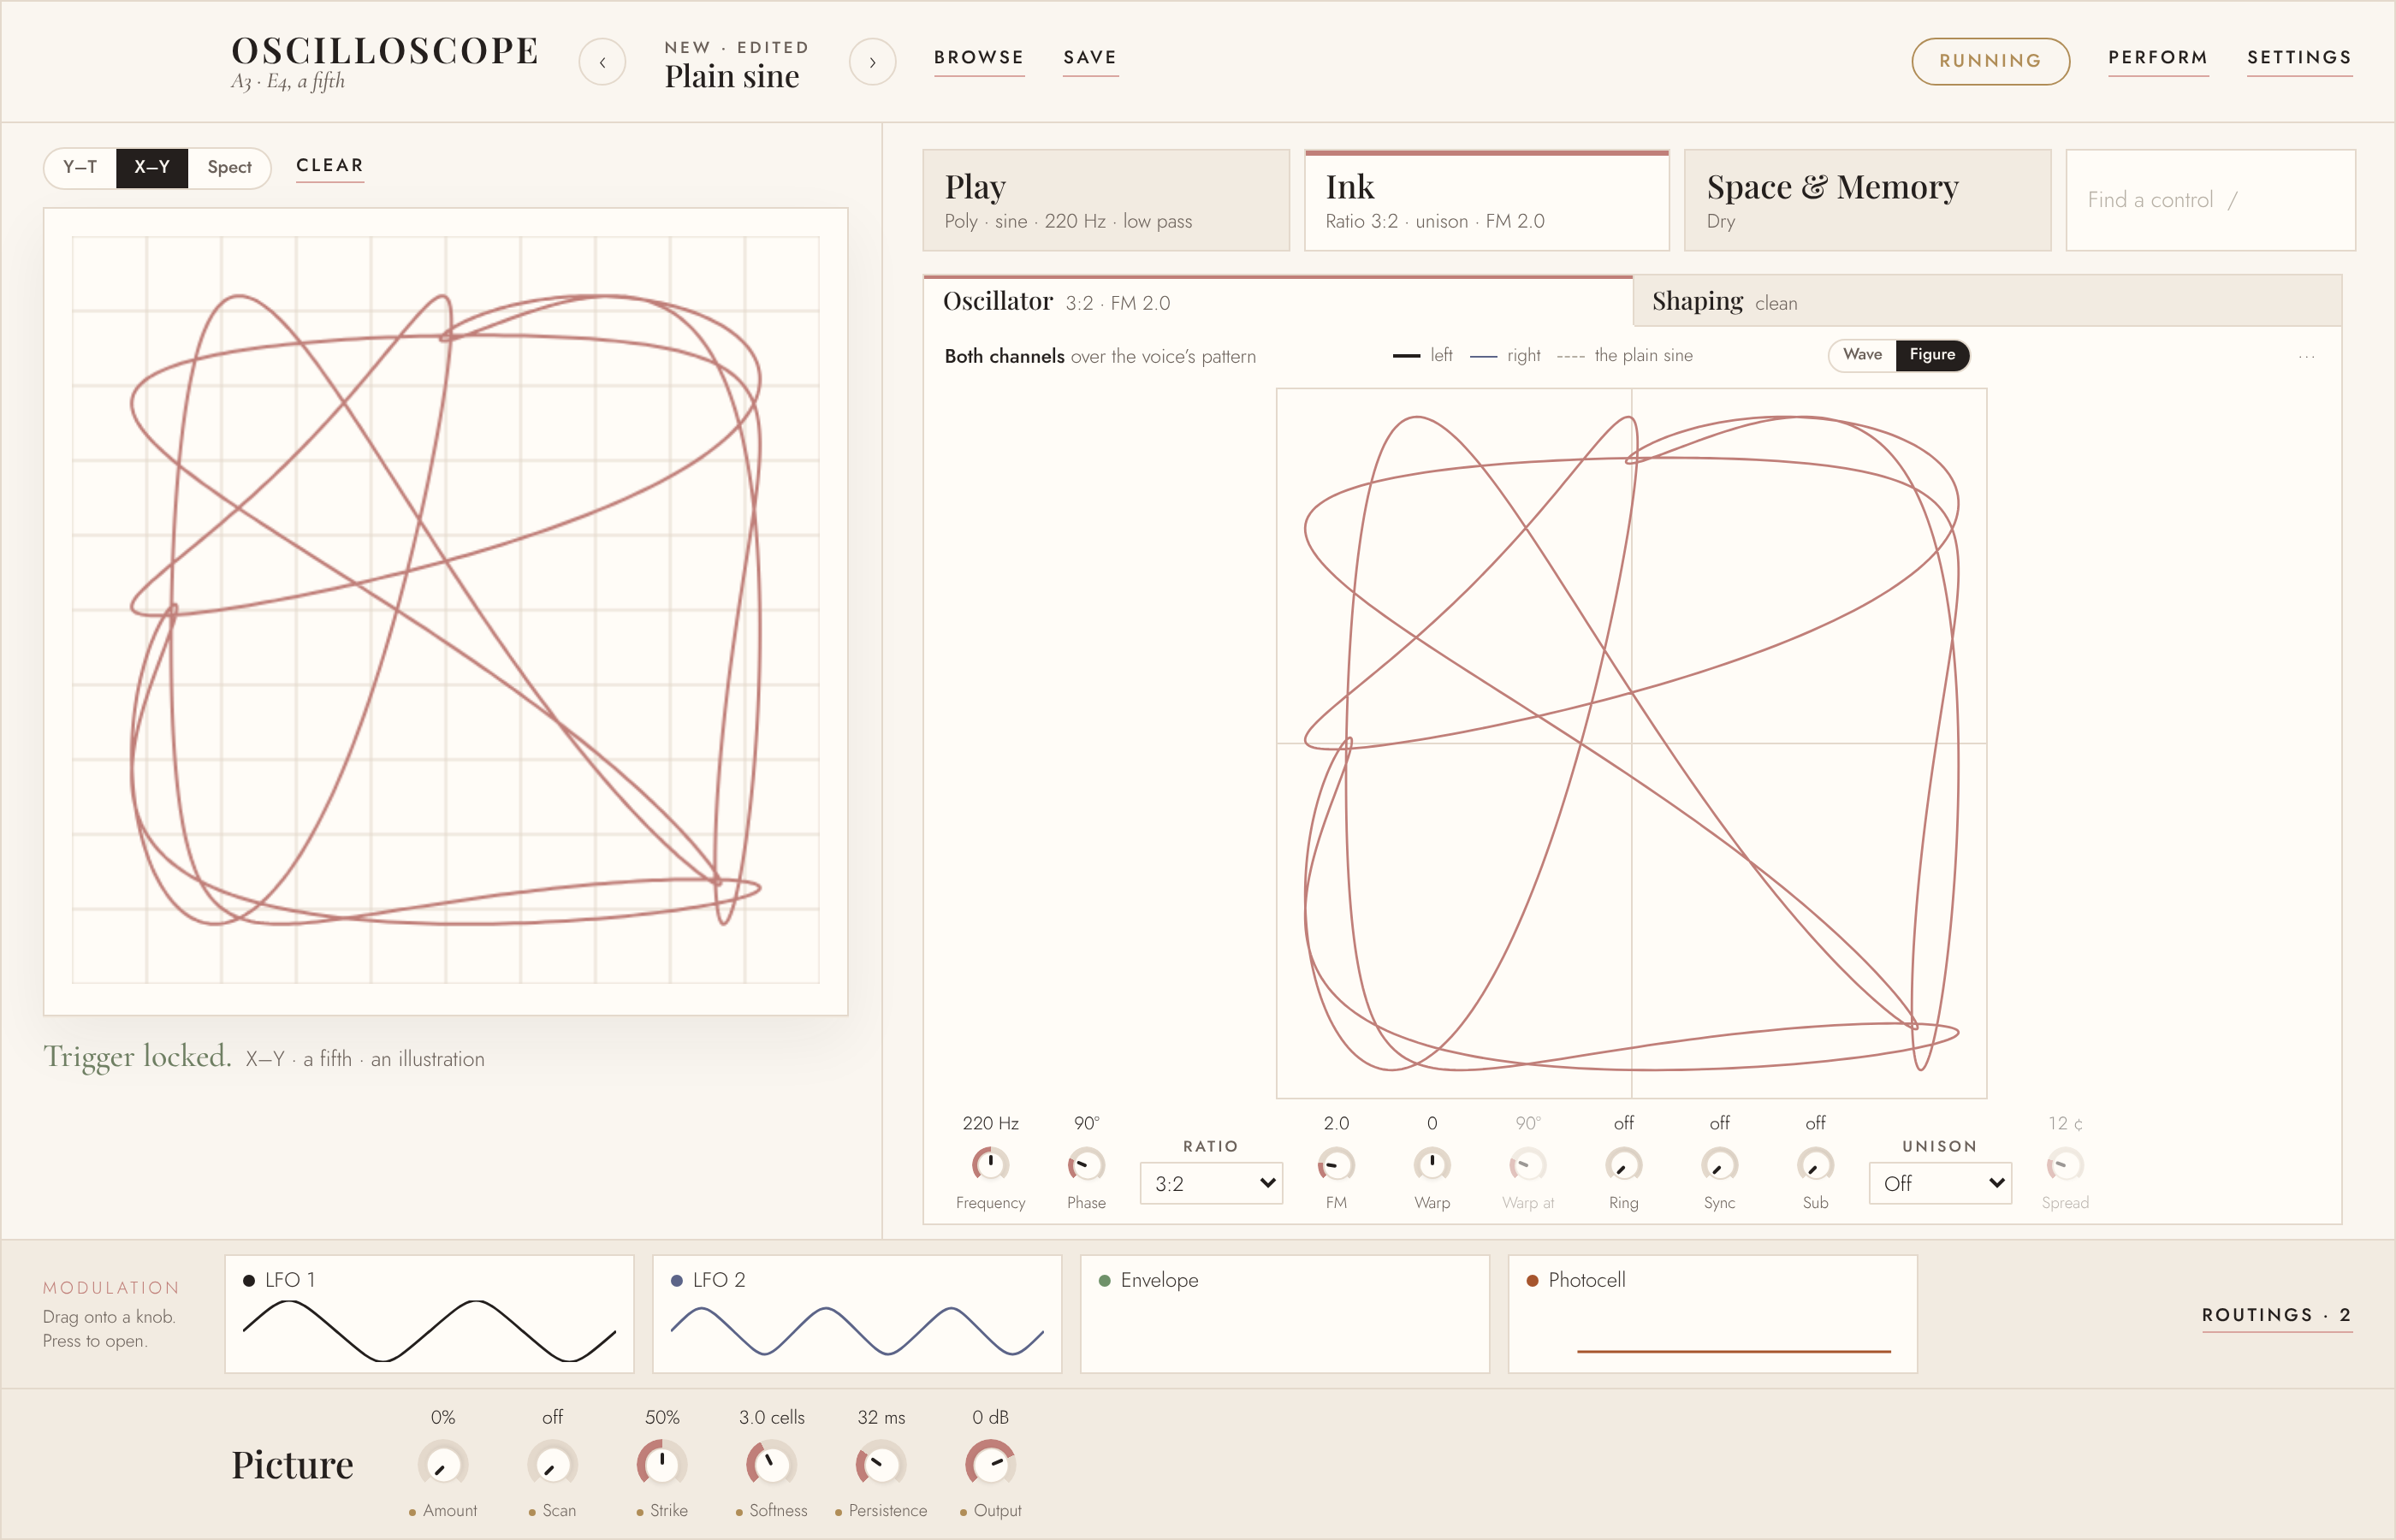 OSCILLOSCOPE
A3 · E4, a fifth
‹
NEW · EDITED
Plain sine
›
BROWSE
SAVE
RUNNING
PERFORM
SETTINGS
Y–T
X–Y
Spect
CLEAR
Trigger locked. X–Y · a fifth · an illustration
Play
Poly · sine · 220 Hz · low pass
Ink
Ratio 3:2 · unison · FM 2.0
Space & Memory
Dry
Find a control /
Oscillator 3:2 · FM 2.0
Shaping clean
Both channels over the voice’s pattern
left
right
the plain sine
Wave
Figure
...
220 Hz
Frequency
90°
Phase
RATIO
3:2
2.0
FM
0
Warp
90°
Warp at
off
Ring
off
Sync
off
Sub
UNISON
Off
12 ¢
Spread
MODULATION
Drag onto a knob.
Press to open.
LFO 1
LFO 2
Envelope
Photocell
ROUTINGS · 2
Picture
0%
Amount
off
Scan
50%
Strike
3.0 cells
Softness
32 ms
Persistence
0 dB
Output